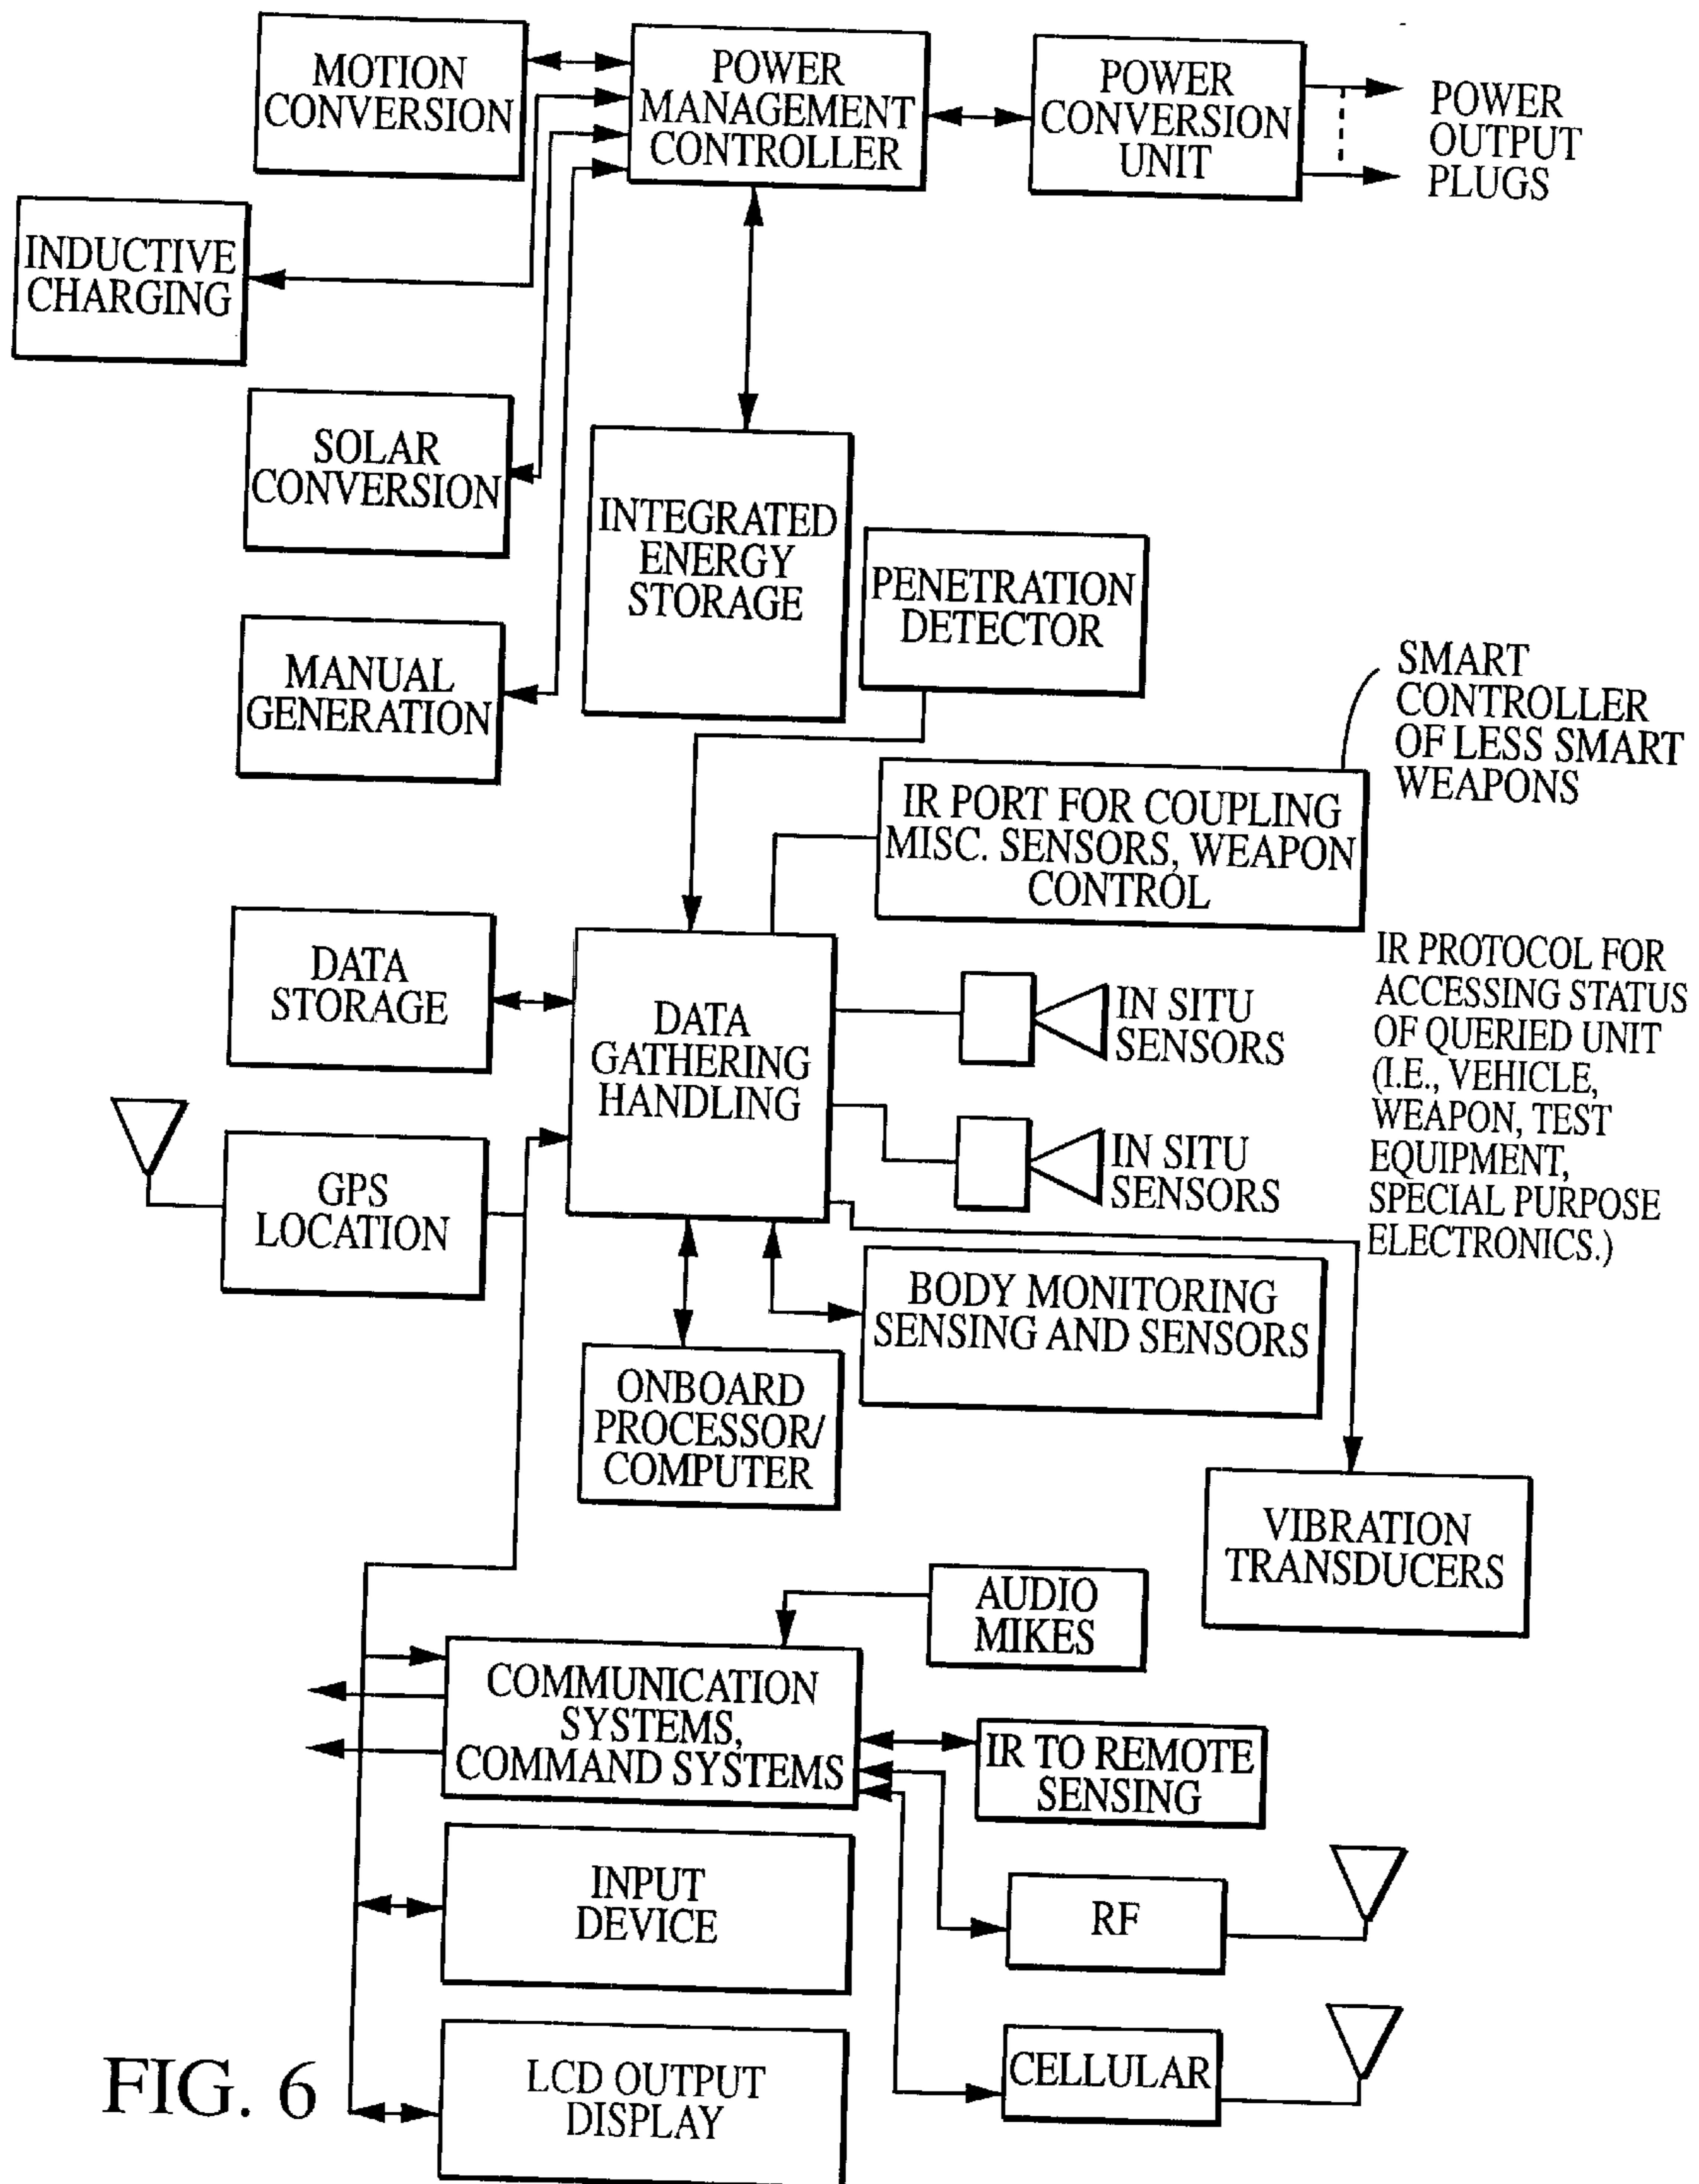 MOTION
CONVERSION
POWER
MANAGEMENT
CONTROLLER
POWER
CONVERSION
UNIT
POWER
OUTPUT
PLUGS
INDUCTIVE
CHARGING
SOLAR
CONVERSION
INTEGRATED
ENERGY
STORAGE
PENETRATION
DETECTOR
MANUAL
GENERATION
SMART
CONTROLLER
OF LESS SMART
WEAPONS
IR PORT FOR COUPLING
MISC. SENSORS, WEAPON
CONTROL
DATA
STORAGE
DATA
GATHERING
HANDLING
IN SITU
SENSORS
IN SITU
SENSORS
IR PROTOCOL FOR
ACCESSING STATUS
OF QUERIED UNIT
(I.E., VEHICLE,
WEAPON, TEST
EQUIPMENT,
SPECIAL PURPOSE
ELECTRONICS.)
GPS
LOCATION
BODY MONITORING
SENSING AND SENSORS
ONBOARD
PROCESSOR/
COMPUTER
VIBRATION
TRANSDUCERS
AUDIO
MIKES
COMMUNICATION
SYSTEMS,
COMMAND SYSTEMS
IR TO REMOTE
SENSING
INPUT
DEVICE
RF
LCD OUTPUT
DISPLAY
CELLULAR
FIG. 6